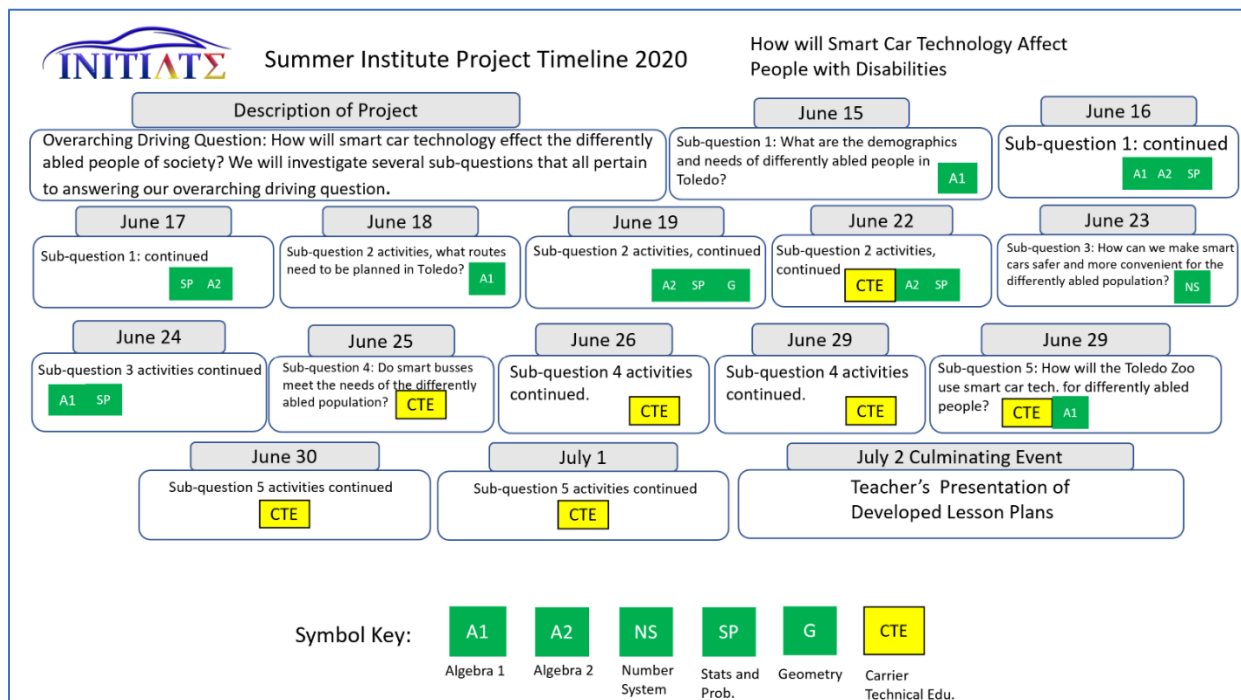 INITIATΣ
Summer Institute Project Timeline 2020
How will Smart Car Technology Affect
People with Disabilities
Description of Project
Overarching Driving Question: How will smart car technology effect the differently
abled people of society? We will investigate several sub-questions that all pertain
to answering our overarching driving question.
June 15
Sub-question 1: What are the demographics
and needs of differently abled people in
Toledo?
A1
June 16
Sub-question 1: continued
A1 A2 SP
June 17
Sub-question 1: continued
SP A2
June 18
Sub-question 2 activities, what routes
need to be planned in Toledo?
A1
June 19
Sub-question 2 activities, continued
A2 SP G
June 22
Sub-question 2 activities,
continued
CTE A2 SP
June 23
Sub-question 3: How can we make smart
cars safer and more convenient for the
differently abled population?
NS
June 24
Sub-question 3 activities continued
A1 SP
June 25
Sub-question 4: Do smart busses
meet the needs of the differently
abled population?
CTE
June 26
Sub-question 4 activities
continued.
CTE
June 29
Sub-question 4 activities
continued.
CTE
June 29
Sub-question 5: How will the Toledo Zoo
use smart car tech. for differently abled
people?
CTE A1
June 30
Sub-question 5 activities continued
CTE
July 1
Sub-question 5 activities continued
CTE
July 2 Culminating Event
Teacher's Presentation of
Developed Lesson Plans
Symbol Key:
A1
Algebra 1
A2
Algebra 2
NS
Number
System
SP
Stats and
Prob.
G
Geometry
CTE
Carrier
Technical Edu.